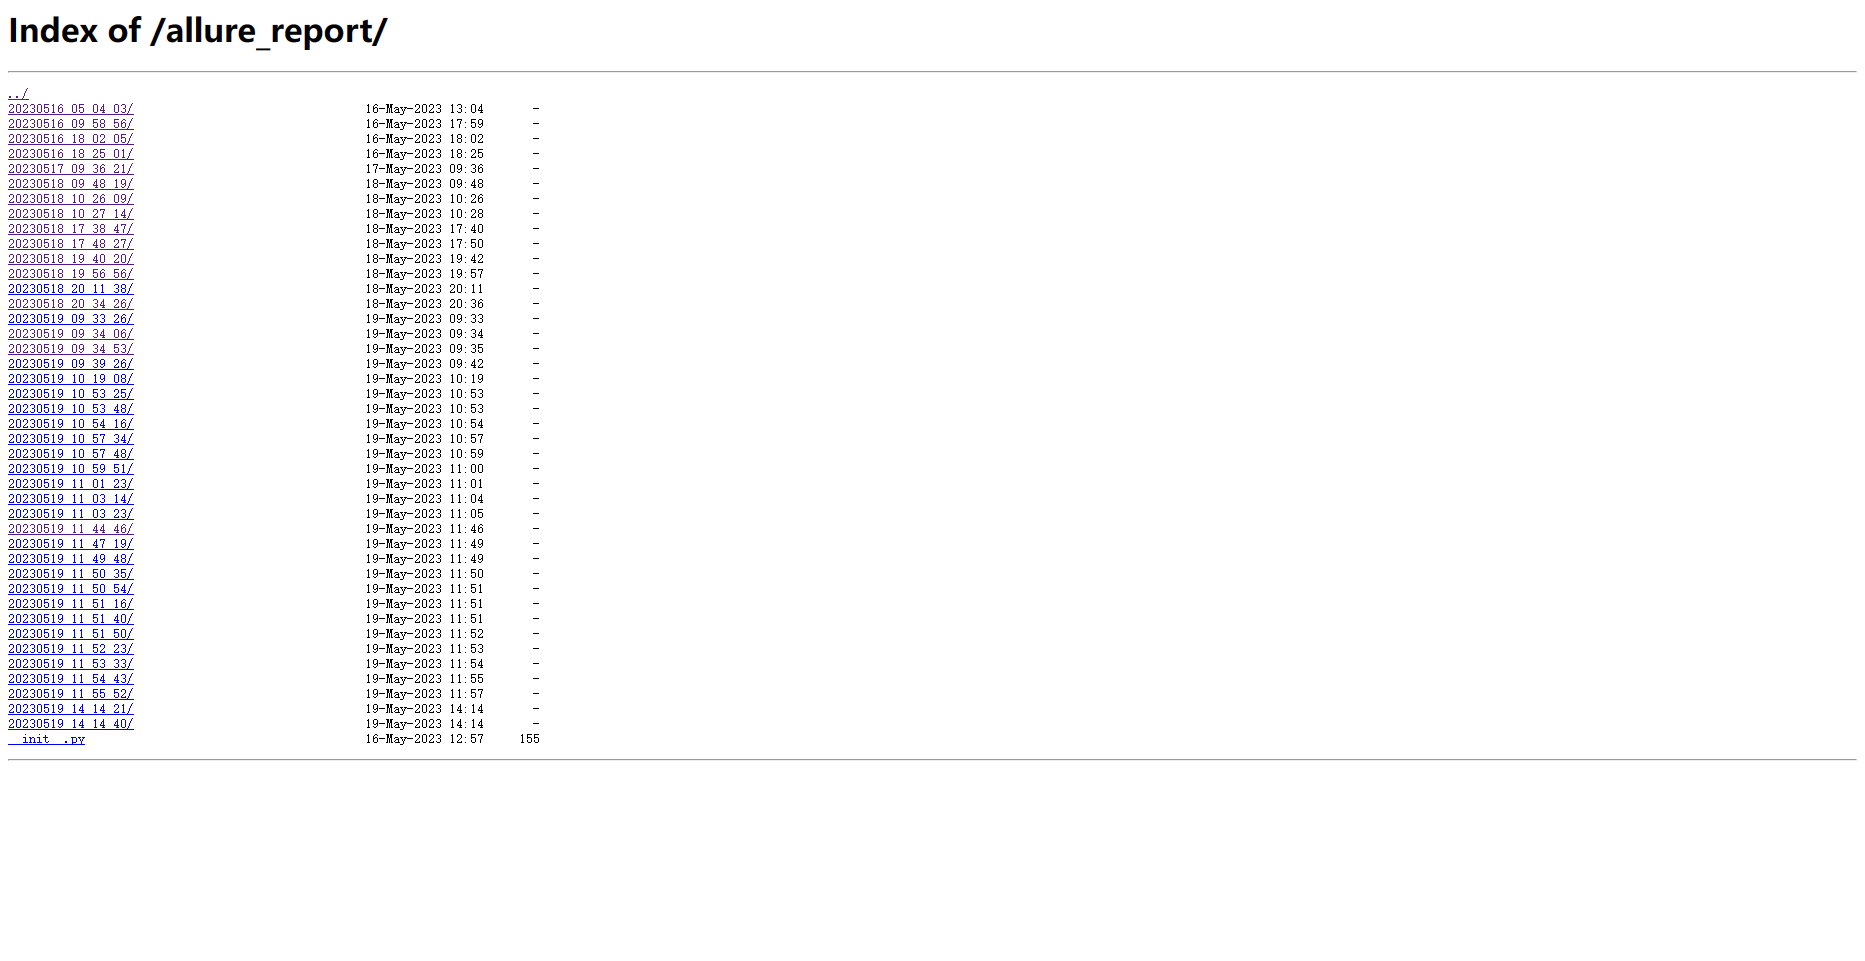 Index of /allure_report/
../
20230516_05_04_03/ 16-May-2023 13:04 -
20230516_09_58_56/ 16-May-2023 17:59 -
20230516_18_02_05/ 16-May-2023 18:02 -
20230516_18_25_01/ 16-May-2023 18:25 -
20230517_09_36_21/ 17-May-2023 09:36 -
20230518_09_48_19/ 18-May-2023 09:48 -
20230518_10_26_09/ 18-May-2023 10:26 -
20230518_10_27_14/ 18-May-2023 10:28 -
20230518_17_38_47/ 18-May-2023 17:40 -
20230518_17_48_27/ 18-May-2023 17:50 -
20230518_19_40_20/ 18-May-2023 19:42 -
20230518_19_56_56/ 18-May-2023 19:57 -
20230518_20_11_38/ 18-May-2023 20:11 -
20230518_20_34_26/ 18-May-2023 20:36 -
20230519_09_33_26/ 19-May-2023 09:33 -
20230519_09_34_06/ 19-May-2023 09:34 -
20230519_09_34_53/ 19-May-2023 09:35 -
20230519_09_39_26/ 19-May-2023 09:42 -
20230519_10_19_08/ 19-May-2023 10:19 -
20230519_10_53_25/ 19-May-2023 10:53 -
20230519_10_53_48/ 19-May-2023 10:53 -
20230519_10_54_16/ 19-May-2023 10:54 -
20230519_10_57_34/ 19-May-2023 10:57 -
20230519_10_57_48/ 19-May-2023 10:59 -
20230519_10_59_51/ 19-May-2023 11:00 -
20230519_11_01_23/ 19-May-2023 11:01 -
20230519_11_03_14/ 19-May-2023 11:04 -
20230519_11_03_23/ 19-May-2023 11:05 -
20230519_11_44_46/ 19-May-2023 11:46 -
20230519_11_47_19/ 19-May-2023 11:49 -
20230519_11_49_48/ 19-May-2023 11:49 -
20230519_11_50_35/ 19-May-2023 11:50 -
20230519_11_50_54/ 19-May-2023 11:51 -
20230519_11_51_16/ 19-May-2023 11:51 -
20230519_11_51_40/ 19-May-2023 11:51 -
20230519_11_51_50/ 19-May-2023 11:52 -
20230519_11_52_23/ 19-May-2023 11:53 -
20230519_11_53_33/ 19-May-2023 11:54 -
20230519_11_54_43/ 19-May-2023 11:55 -
20230519_11_55_52/ 19-May-2023 11:57 -
20230519_14_14_21/ 19-May-2023 14:14 -
20230519_14_14_40/ 19-May-2023 14:14 -
__init__.py 16-May-2023 12:57 155